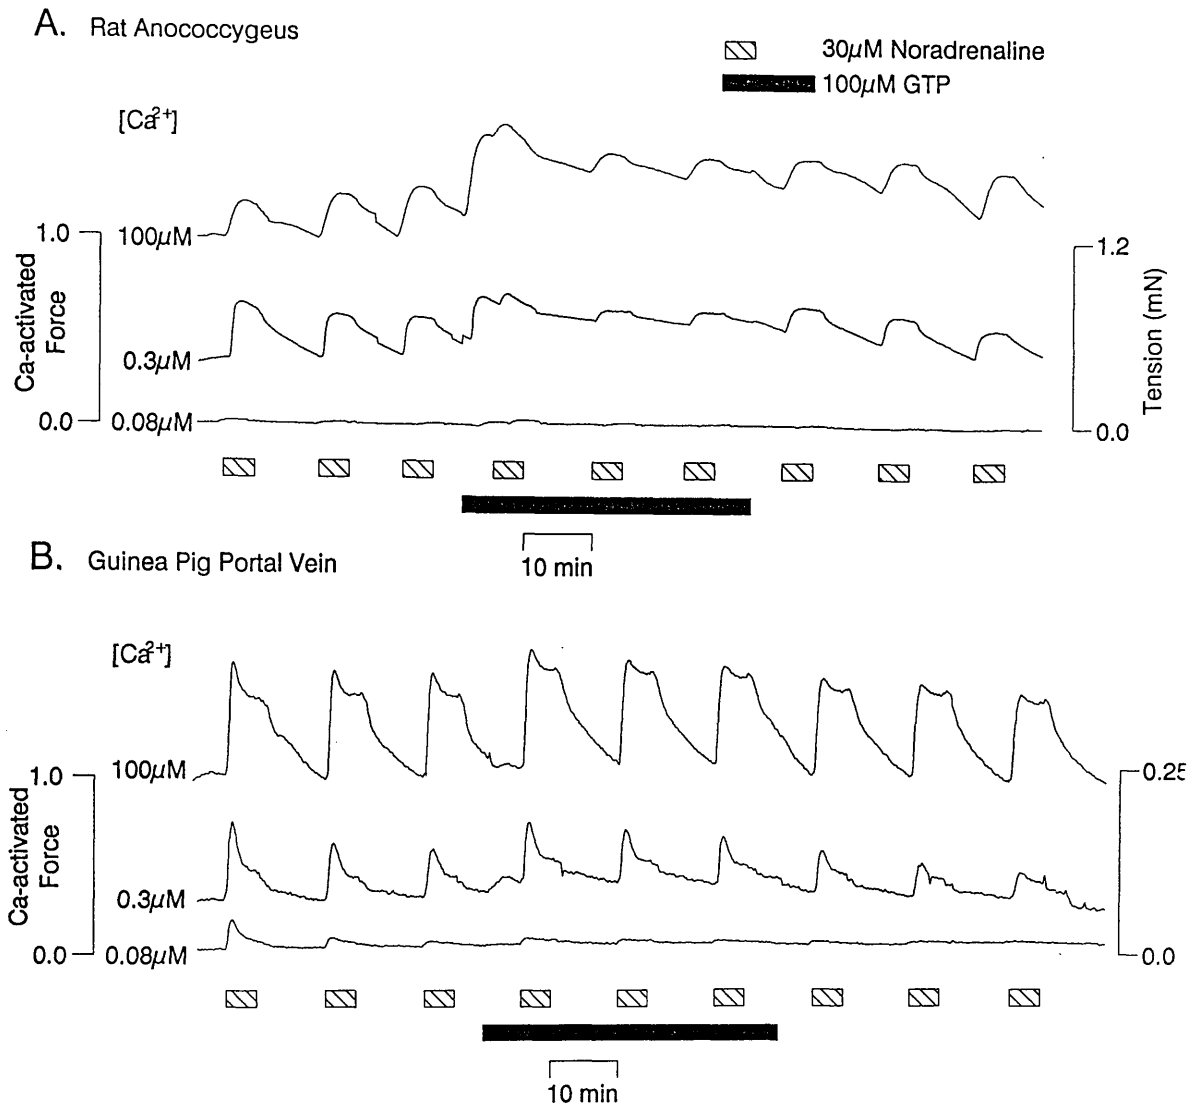 A. Rat Anococcygeus
30µM Noradrenaline
100µM GTP
[Ca2+]
1.0
100µM
1.2
Ca-activated
Force
0.3µM
Tension (mN)
0.0
0.08µM
0.0
10 min
B. Guinea Pig Portal Vein
[Ca2+]
1.0
100µM
0.25
Ca-activated
Force
0.3µM
0.0
0.08µM
0.0
10 min